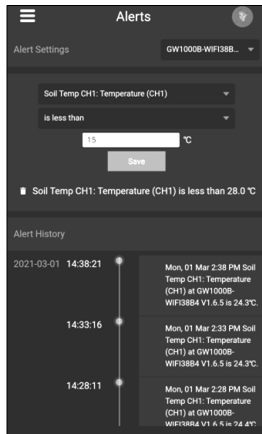 Alerts
Alert Settings
GW1000B-WIFI38B...
Soil Temp CH1: Temperature (CH1)
is less than
15 ℃
Save
Soil Temp CH1: Temperature (CH1) is less than 28.0 ℃
Alert History
2021-03-01 14:38:21
Mon, 01 Mar 2:38 PM Soil
Temp CH1: Temperature
(CH1) at GW1000B-
WIFI38B4 V1.6.5 is 24.3℃.
14:33:16
Mon, 01 Mar 2:33 PM Soil
Temp CH1: Temperature
(CH1) at GW1000B-
WIFI38B4 V1.6.5 is 24.3℃.
14:28:11
Mon, 01 Mar 2:28 PM Soil
Temp CH1: Temperature
(CH1) at GW1000B-
WIFI38B4 V1.6.5 is 24.4℃.